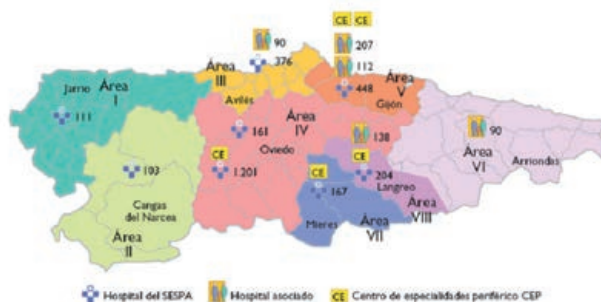 CE CE
90
207
376
112
Área
III
Jarrio
Área
I
Área
V
448
Gijón
Avilés
111
161
Área
IV
138
90
Oviedo
CE
CE
Área
VI
Arriondas
103
1.201
CE
204
167
Langreo
Cangas
del Narcea
Área
VIII
Mieres
Área
II
Área
VII
Hospital del SESPA
Hospital asociado
CE Centro de especialidades periférico CEP